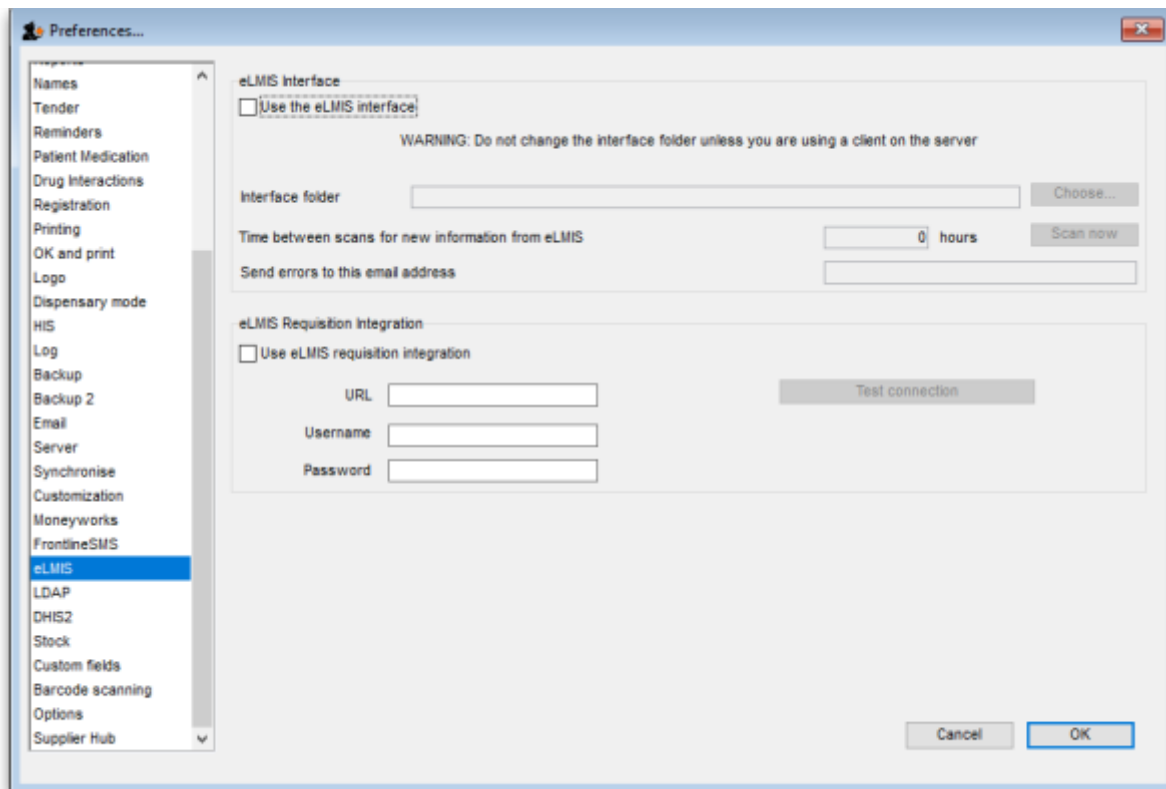 Preferences...
Names
Tender
Reminders
Patient Medication
Drug Interactions
Registration
Printing
OK and print
Logo
Dispensary mode
HIS
Log
Backup
Backup 2
Email
Server
Synchronise
Customization
Moneyworks
FrontlineSMS
eLMIS
LDAP
DHIS2
Stock
Custom fields
Barcode scanning
Options
Supplier Hub
eLMIS Interface
Use the eLMIS interface
WARNING: Do not change the interface folder unless you are using a client on the server
Interface folder
Choose...
Time between scans for new information from eLMIS 0 hours
Scan now
Send errors to this email address
eLMIS Requisition Integration
Use eLMIS requisition integration
URL
Test connection
Username
Password
Cancel
OK